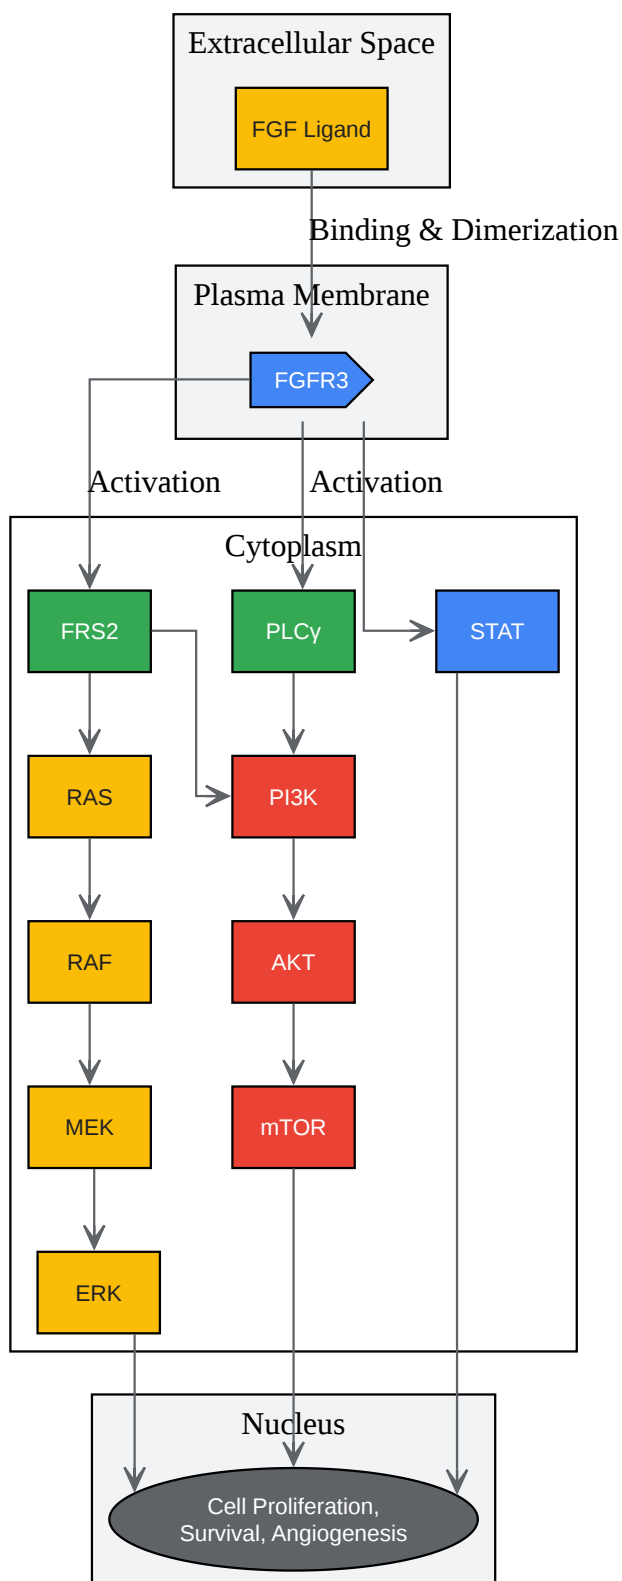 Extracellular Space
FGF Ligand
Binding & Dimerization
Plasma Membrane
FGFR3
Activation
Activation
Cytoplasm
FRS2
PLCγ
STAT
RAS
PI3K
RAF
AKT
MEK
mTOR
ERK
Nucleus
Cell Proliferation,
Survival, Angiogenesis